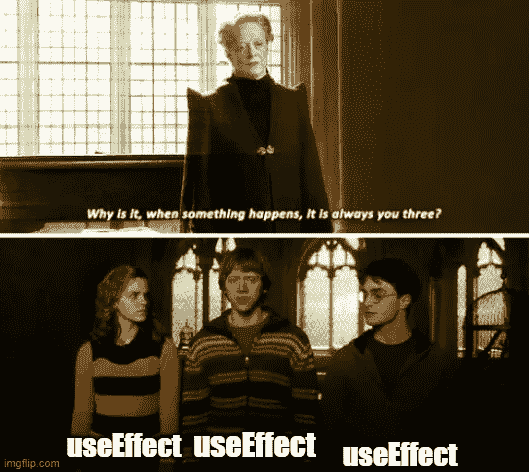 Why is it, when something happens, it is always you three?
useEffect useEffect useEffect
imgflip.com